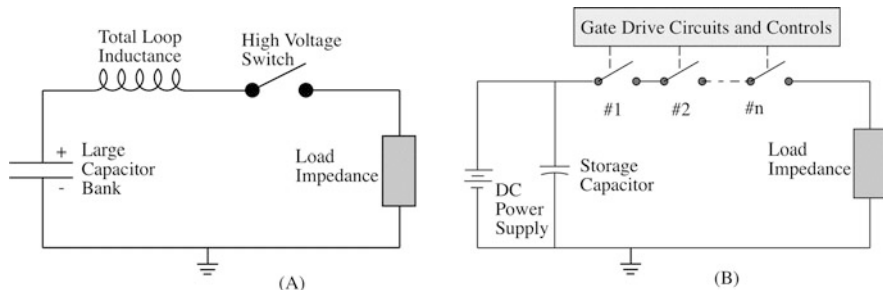 Total Loop
Inductance
High Voltage
Switch
+
-
Large
Capacitor
Bank
Load
Impedance
(A)
Gate Drive Circuits and Controls
#1
#2
#n
DC
Power
Supply
Storage
Capacitor
Load
Impedance
(B)